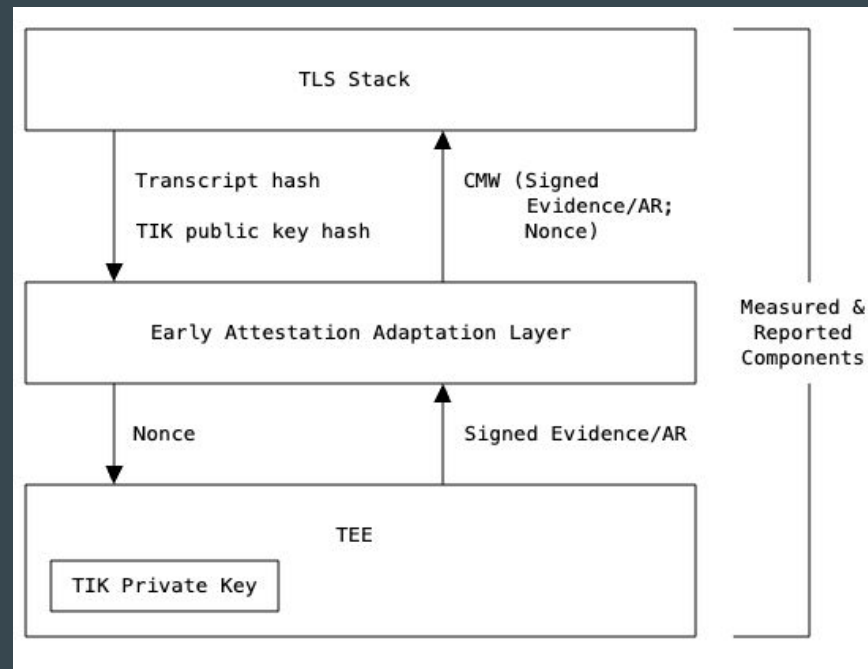 TLS Stack
Transcript hash
TIK public key hash
CMW (Signed
Evidence/AR;
Nonce)
Early Attestation Adaptation Layer
Measured &
Reported
Components
Nonce
Signed Evidence/AR
TEE
TIK Private Key